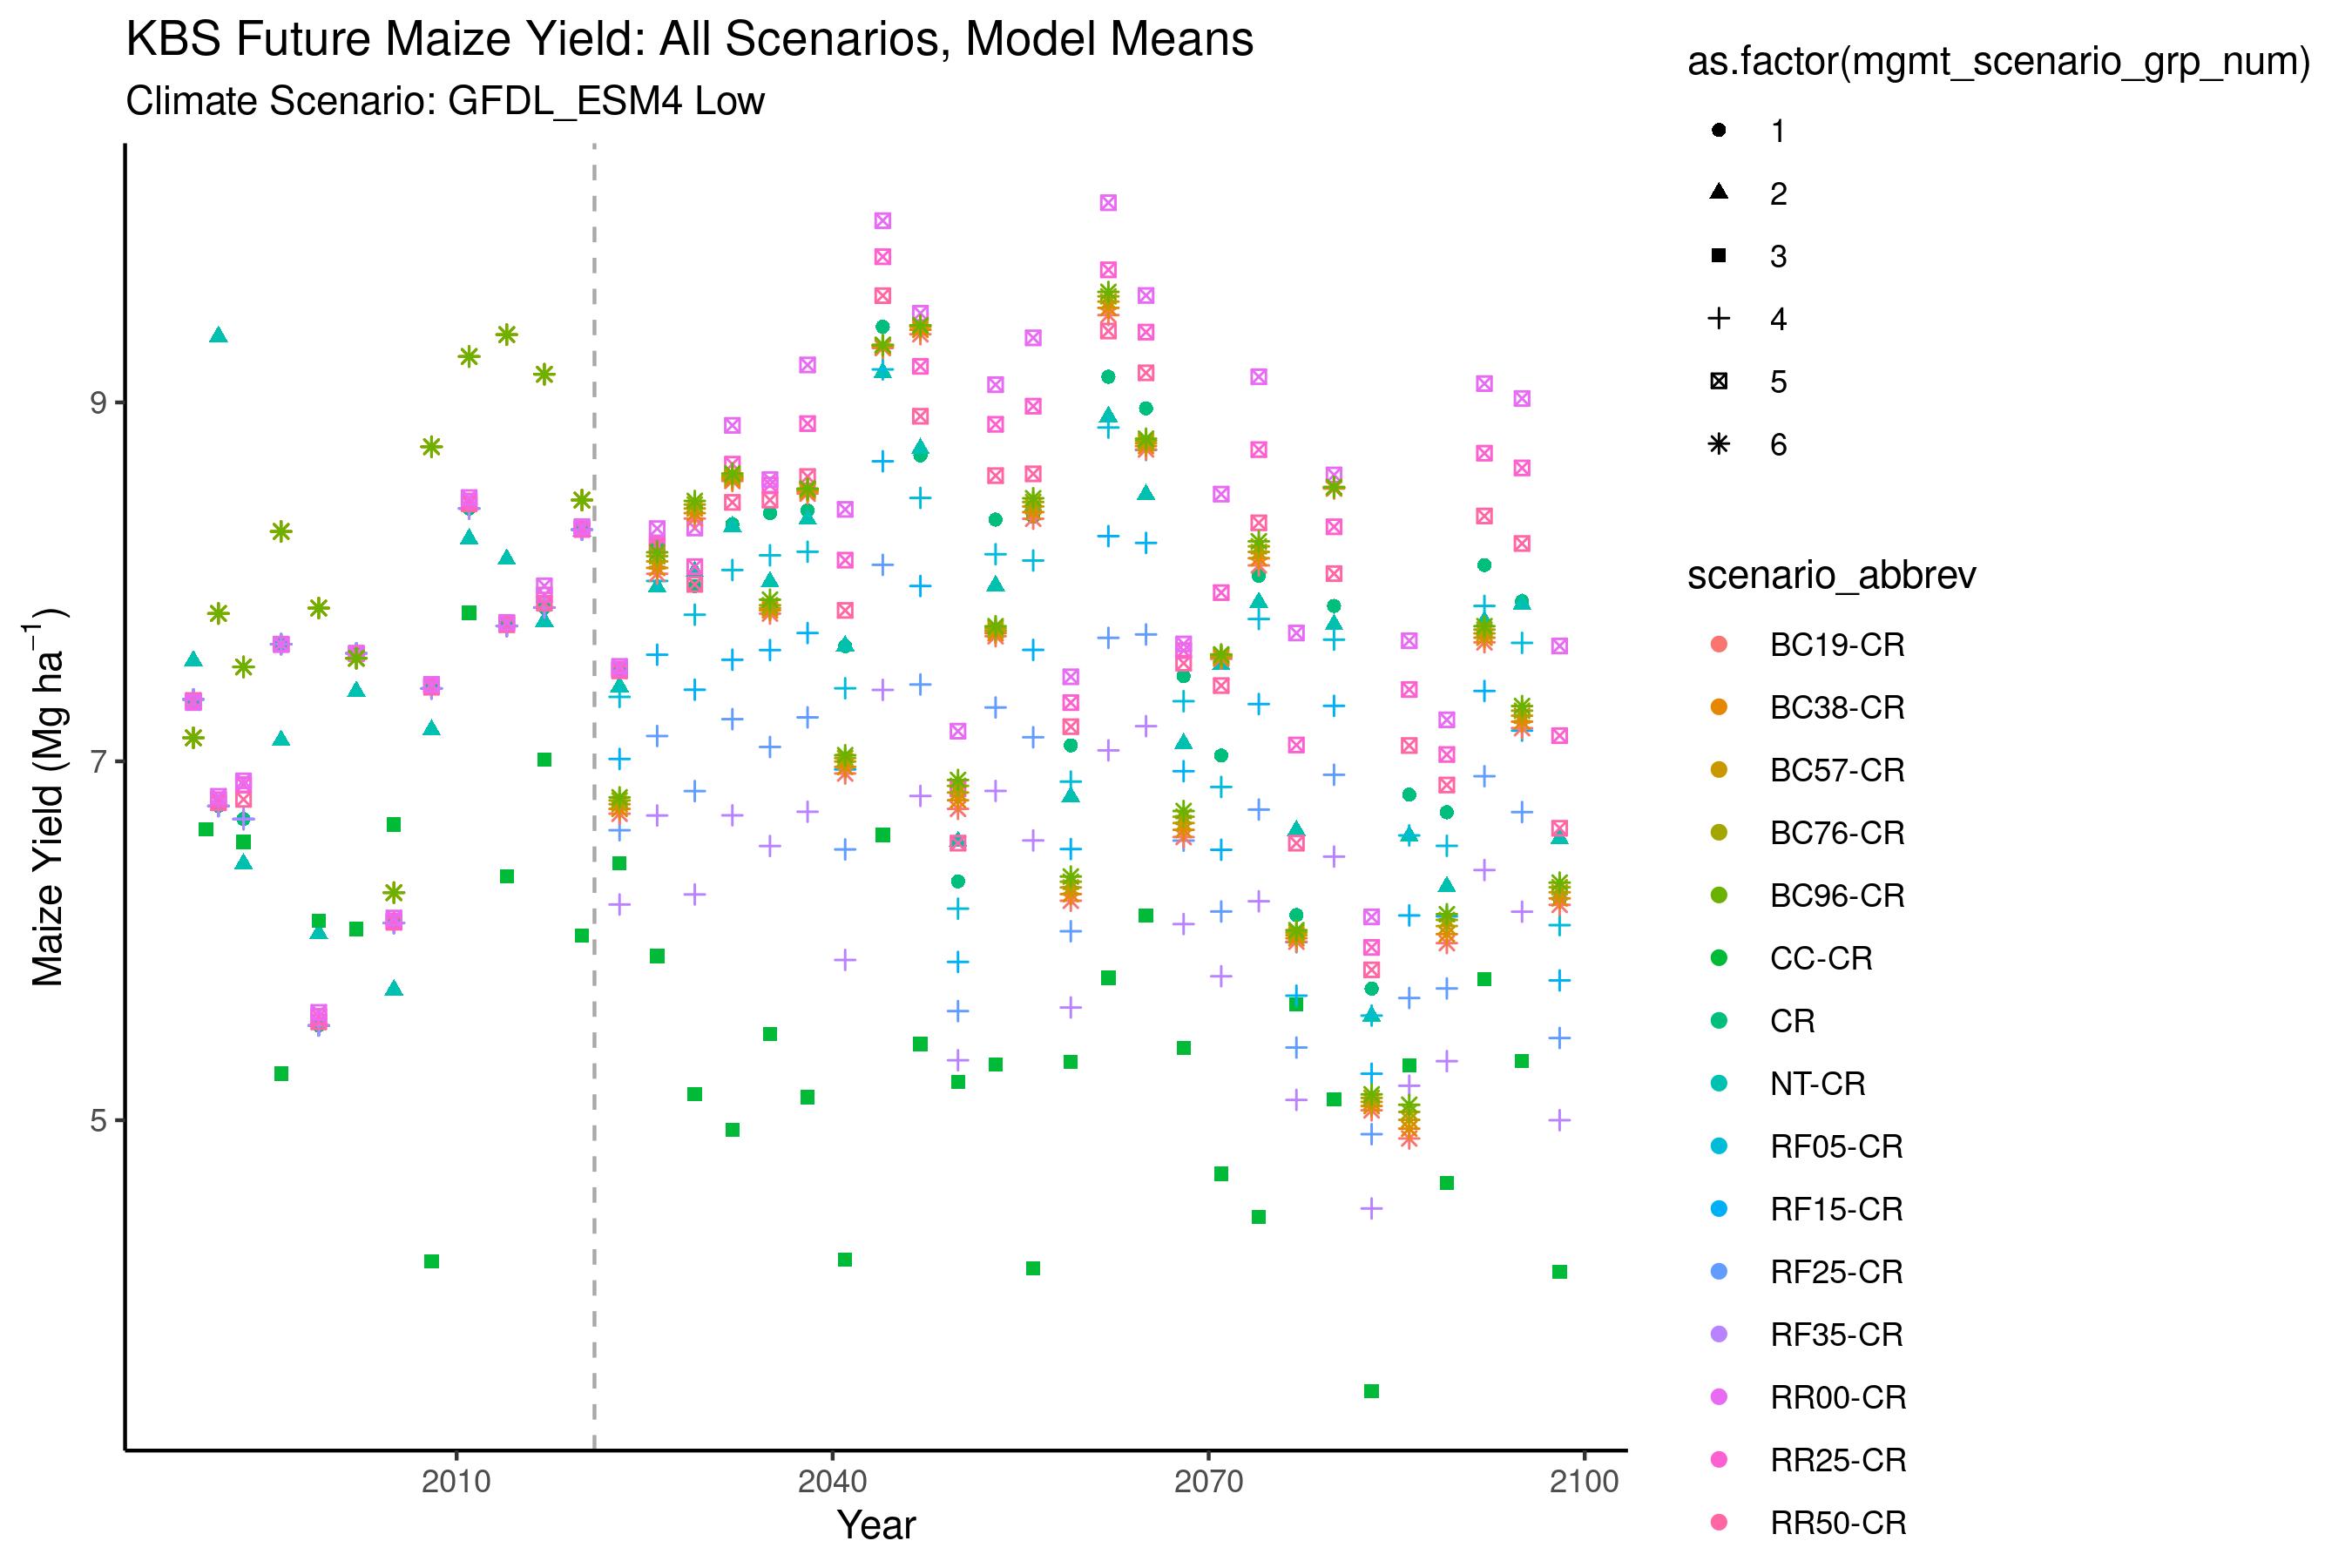 KBS Future Maize Yield: All Scenarios, Model Means
Climate Scenario: GFDL_ESM4 Low
Maize Yield (Mg ha⁻¹)
9
7
5
2010
2040
2070
2100
Year
as.factor(mgmt_scenario_grp_num)
1
2
3
4
5
6
scenario_abbrev
BC19-CR
BC38-CR
BC57-CR
BC76-CR
BC96-CR
CC-CR
CR
NT-CR
RF05-CR
RF15-CR
RF25-CR
RF35-CR
RR00-CR
RR25-CR
RR50-CR